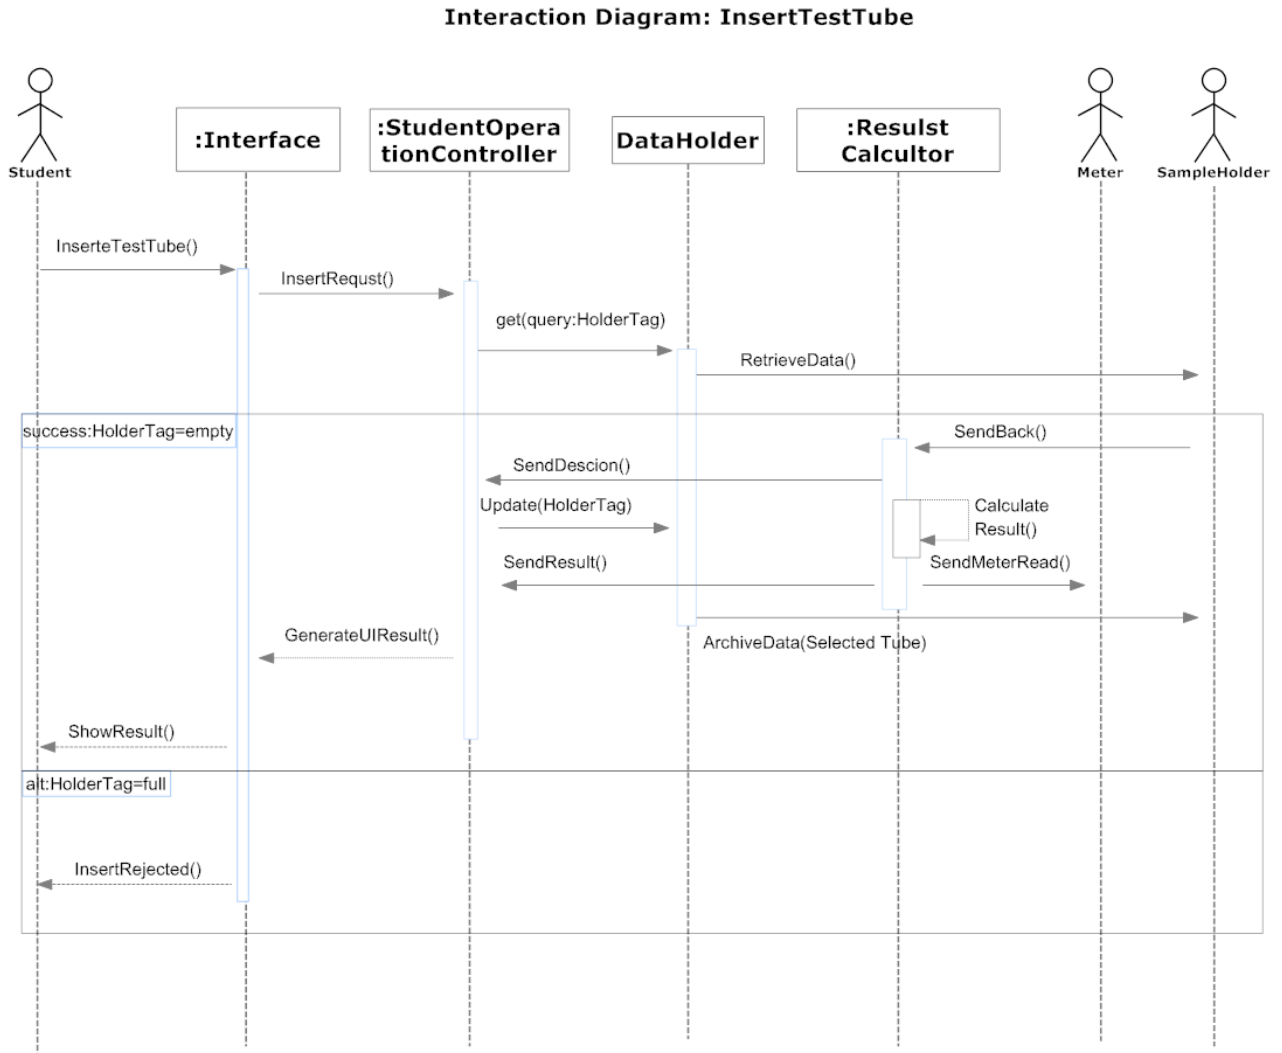 Interaction Diagram: InsertTestTube
Student
:Interface
:StudentOpera
tionController
DataHolder
:Resulst
Calcultor
Meter
SampleHolder
InserteTestTube()
InsertRequst()
get(query:HolderTag)
RetrieveData()
success:HolderTag=empty
SendBack()
SendDescion()
Update(HolderTag)
Calculate
Result()
SendResult()
SendMeterRead()
GenerateUIResult()
ArchiveData(Selected Tube)
ShowResult()
alt:HolderTag=full
InsertRejected()